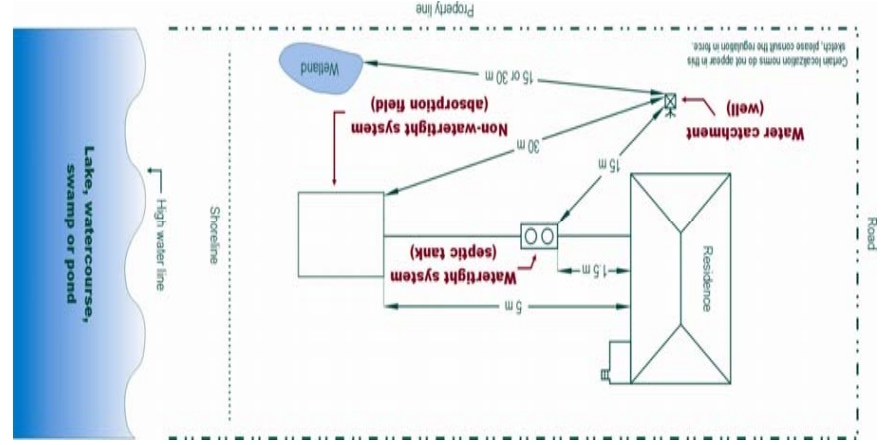 Property line
Certain localization norms do not appear in this
sketch, please consult the regulation in force.
Wetland
15 or 30 m
Water catchment
(well)
Non-watertight system
(absorption field)
30 m
15 m
Lake, watercourse,
swamp or pond
High water line
Shoreline
Residence
Road
Watertight system
(septic tank)
1.5 m
5 m